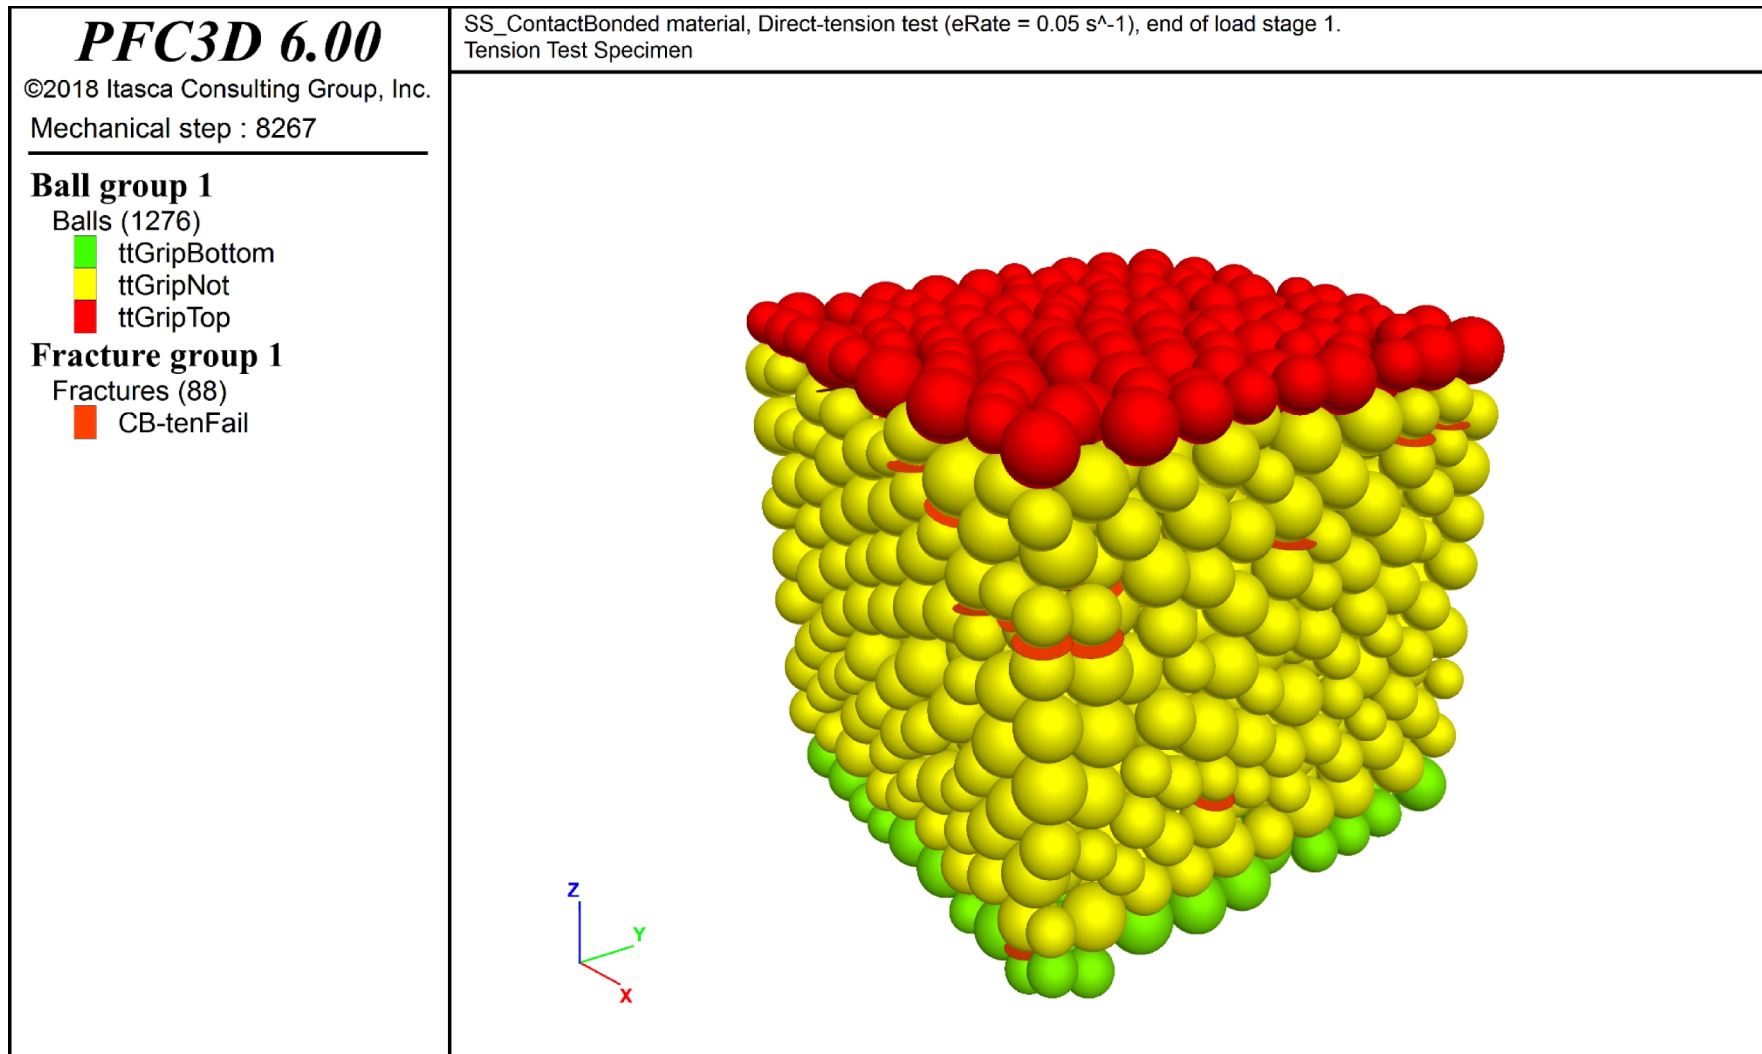 PFC3D 6.00
©2018 Itasca Consulting Group, Inc.
Mechanical step : 8267
Ball group 1
Balls (1276)
ttGripBottom
ttGripNot
ttGripTop
Fracture group 1
Fractures (88)
CB-tenFail
SS_ContactBonded material, Direct-tension test (eRate = 0.05 s^-1), end of load stage 1.
Tension Test Specimen
Z
Y
X